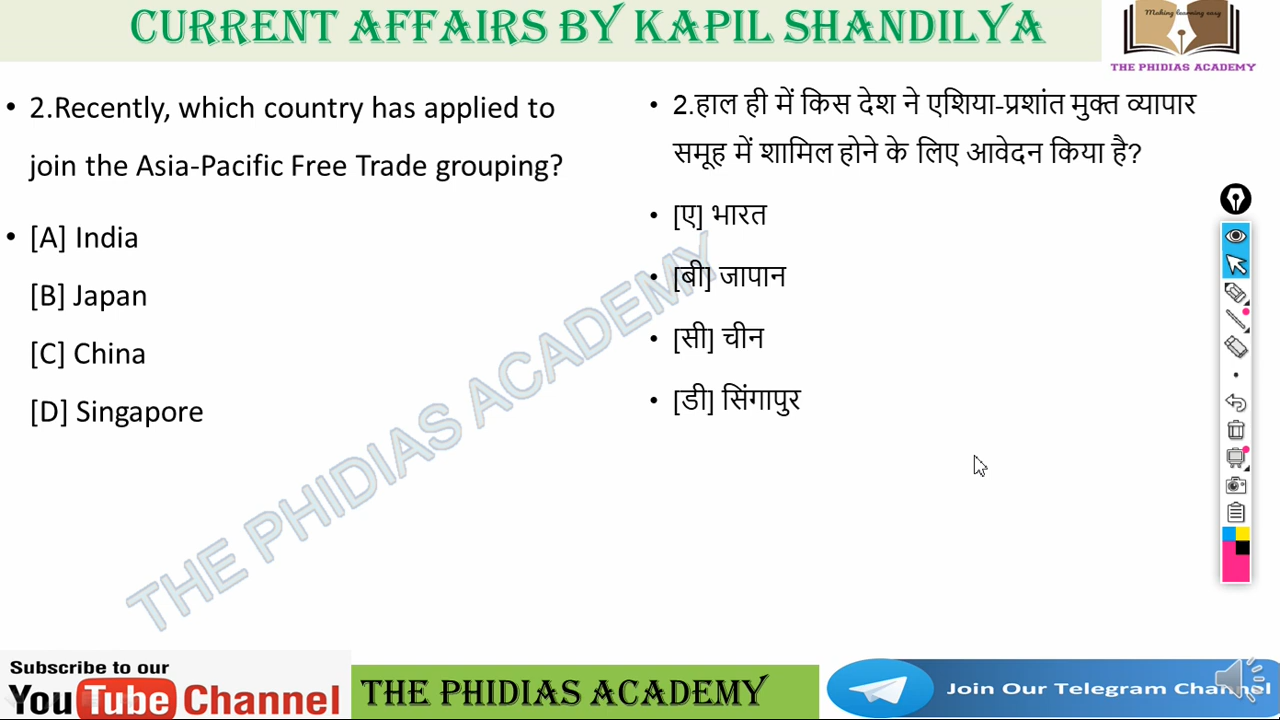 CURRENT AFFAIRS BY KAPIL SHANDILYA
Making learning easy
THE PHIDIAS ACADEMY
• 2.Recently, which country has applied to
join the Asia-Pacific Free Trade grouping?
• [A] India
[B] Japan
[C] China
[D] Singapore
• 2.हाल ही में किस देश ने एशिया-प्रशांत मुक्त व्यापार
समूह में शामिल होने के लिए आवेदन किया है?
• [ए] भारत
• [बी] जापान
• [सी] चीन
• [डी] सिंगापुर
THE PHIDIAS ACADEMY
Subscribe to our
YouTube Channel
THE PHIDIAS ACADEMY
Join Our Telegram Channel